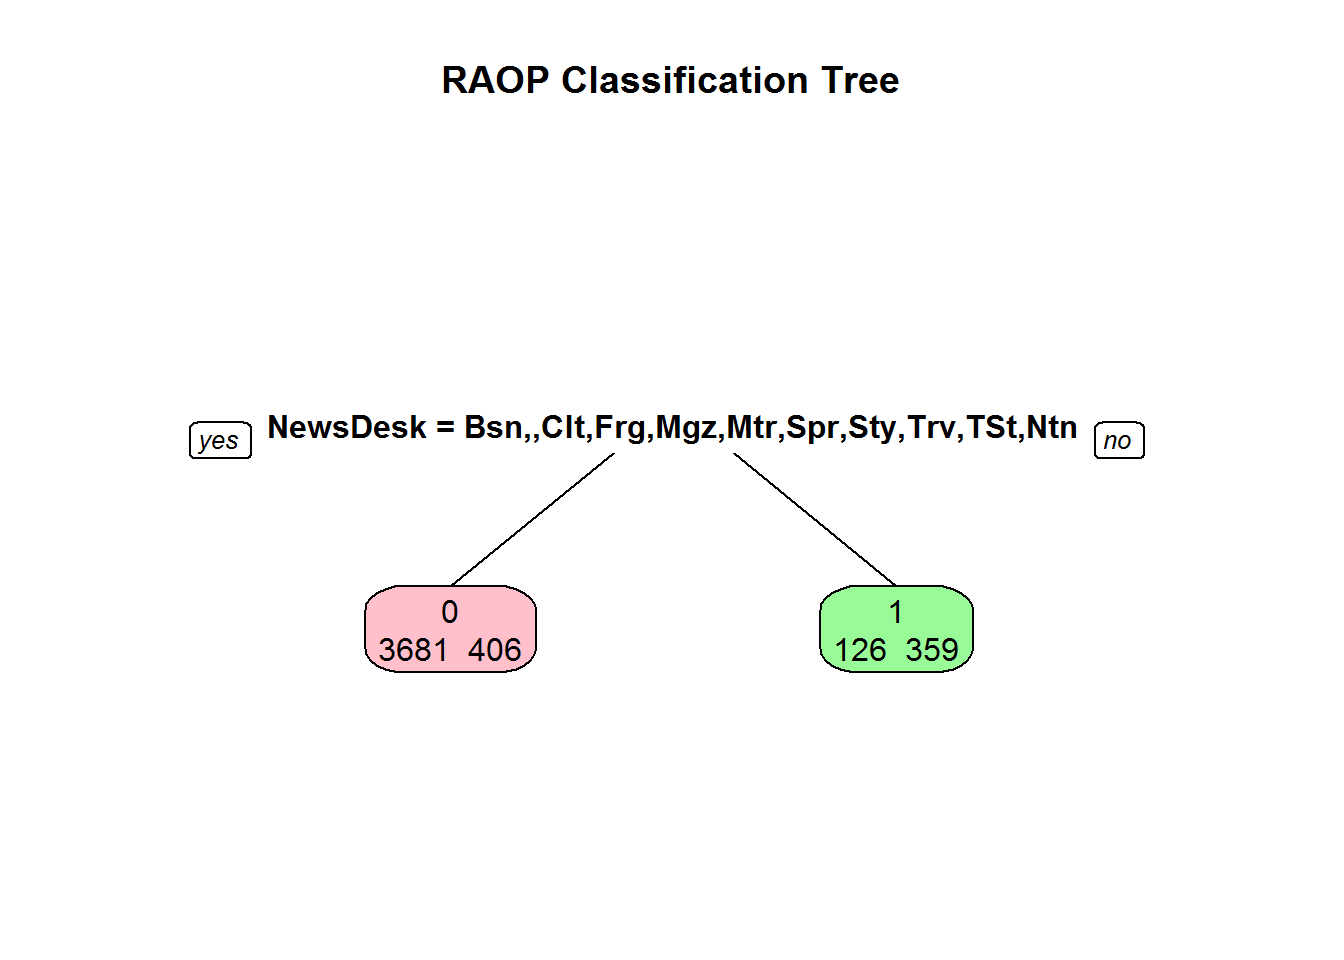 RAOP Classification Tree
yes NewsDesk = Bsn,,Clt,Frg,Mgz,Mtr,Spr,Sty,Trv,TSt,Ntn no
0
3681 406
1
126 359